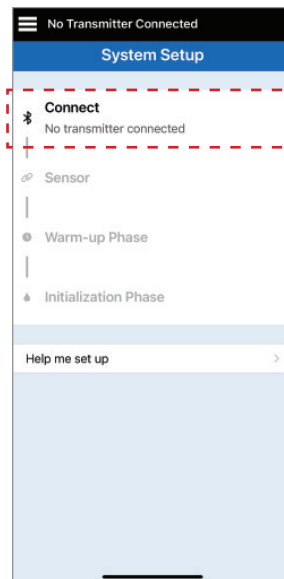 No Transmitter Connected
System Setup
Connect
No transmitter connected
Sensor
Warm-up Phase
Initialization Phase
Help me set up